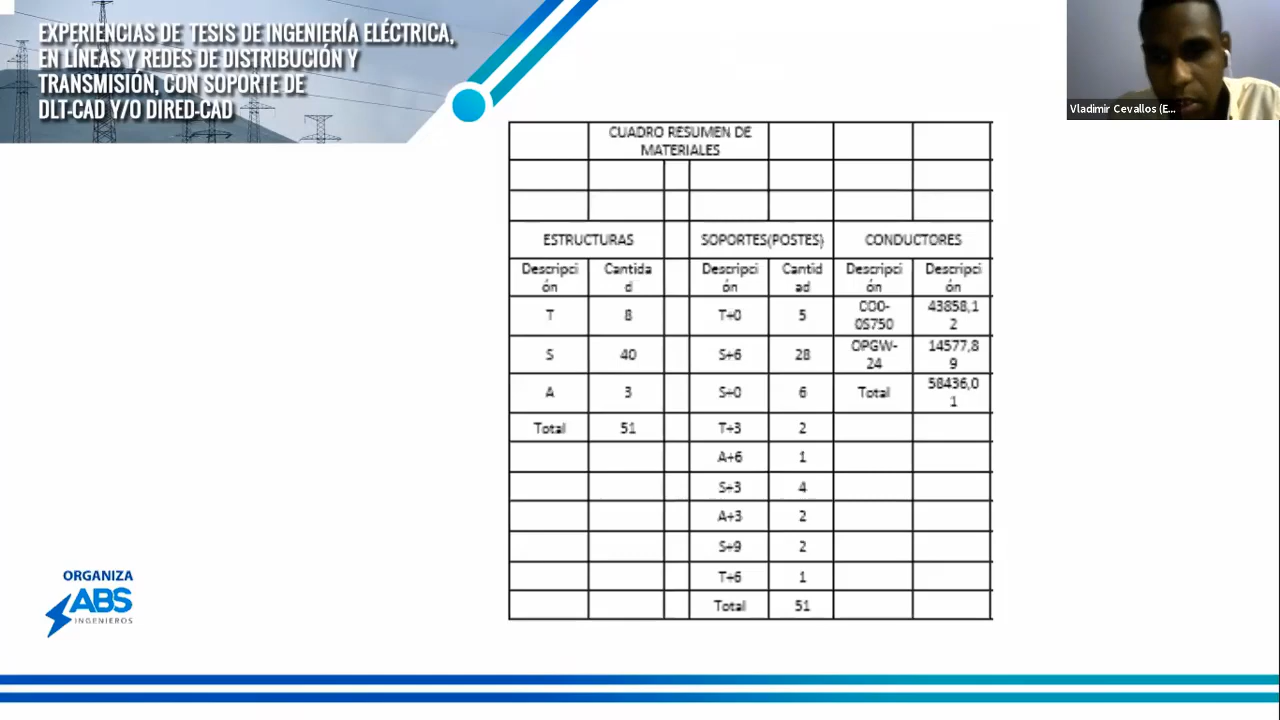 EXPERIENCIAS DE TESIS DE INGENIERÍA ELÉCTRICA,
EN LÍNEAS Y REDES DE DISTRIBUCIÓN Y
TRANSMISIÓN, CON SOPORTE DE
DLT-CAD Y/O DIRED-CAD
Vladimir Cevallos (E...
CUADRO RESUMEN DE
MATERIALES
ESTRUCTURAS SOPORTES(POSTES) CONDUCTORES
Descripci Cantida Descripci Cantid Descripci Descripci
ón d ón ad ón ón
T 8 T+0 5 COO- 43858,1
0S750 2
S 40 S+6 28 OPGW- 14577,8
24 9
A 3 S+0 6 Total 58436,0
1
Total 51 T+3 2
A+6 1
S+3 4
A+3 2
S+9 2
T+6 1
Total 51
ORGANIZA
ABS
INGENIEROS